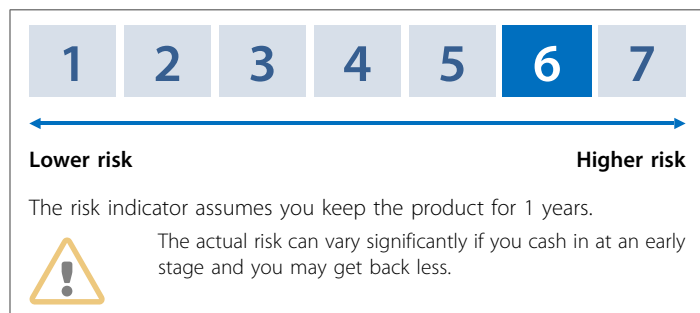 1 2 3 4 5 6 7
Lower risk Higher risk
The risk indicator assumes you keep the product for 1 years.
The actual risk can vary significantly if you cash in at an early
stage and you may get back less.